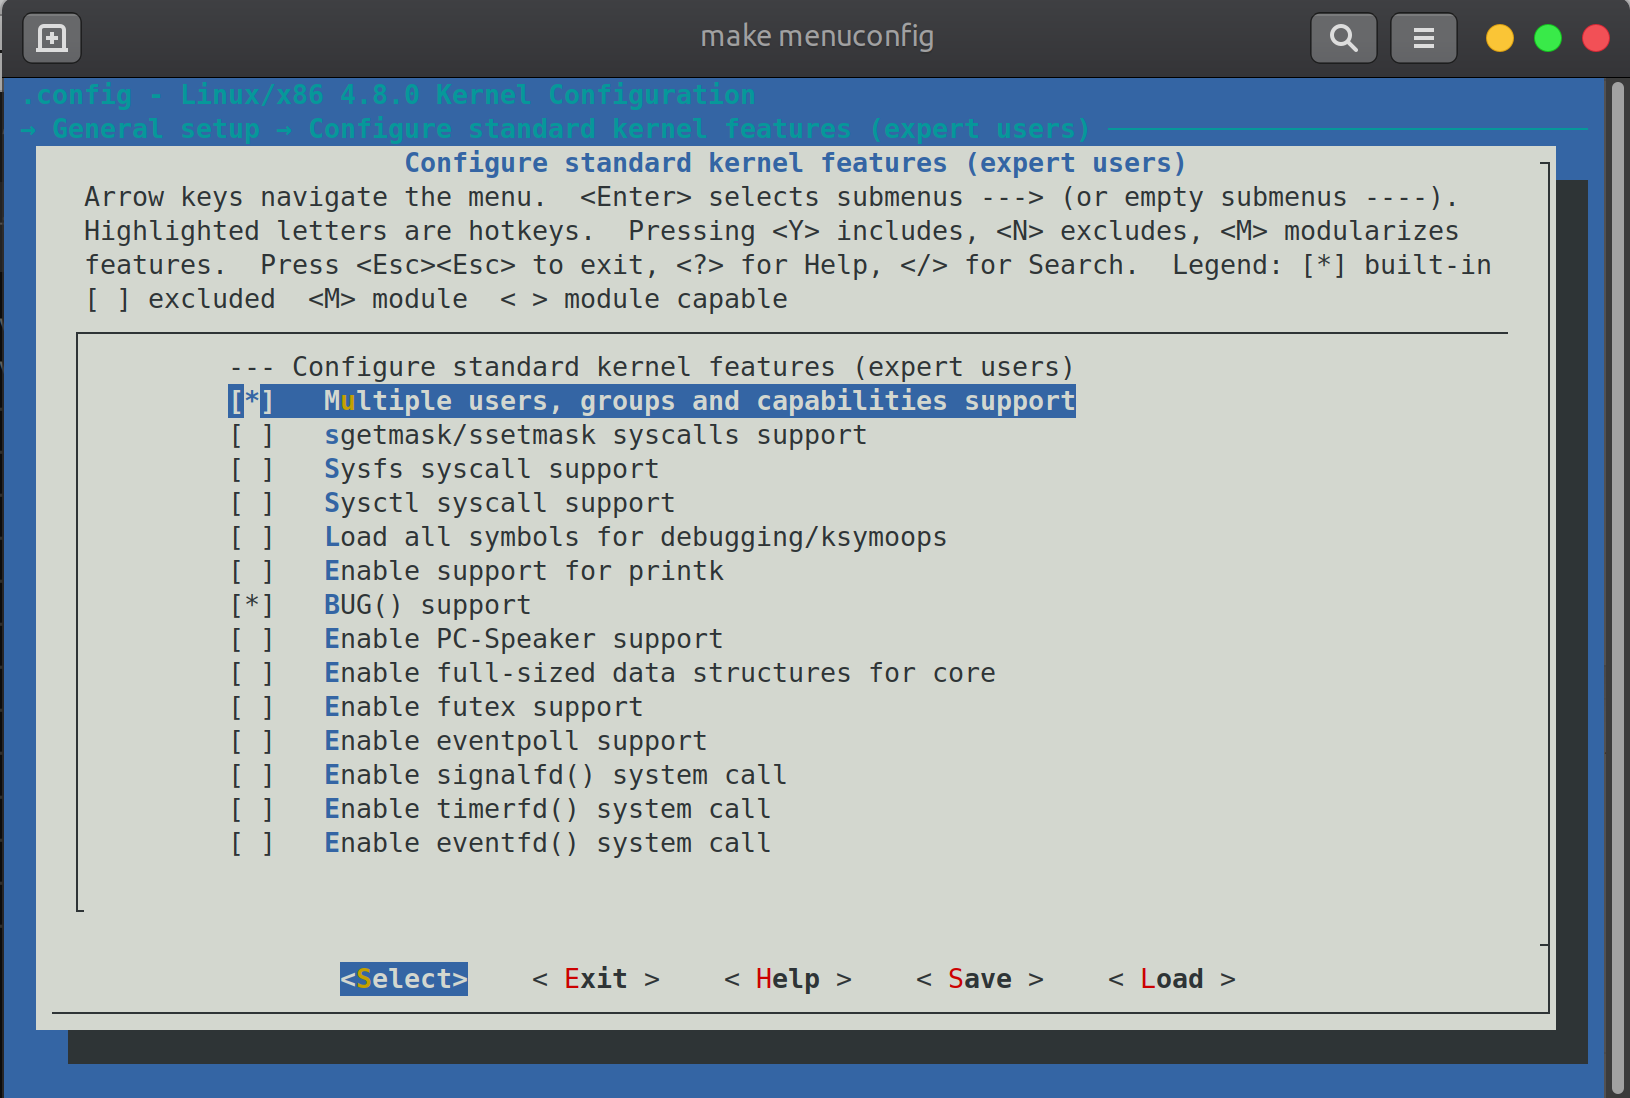 make menuconfig
.config - Linux/x86 4.8.0 Kernel Configuration
→ General setup → Configure standard kernel features (expert users)
Configure standard kernel features (expert users)
Arrow keys navigate the menu.  <Enter> selects submenus ---> (or empty submenus ----).
Highlighted letters are hotkeys.  Pressing <Y> includes, <N> excludes, <M> modularizes
features.  Press <Esc><Esc> to exit, <?> for Help, </> for Search.  Legend: [*] built-in
[ ] excluded  <M> module  < > module capable
--- Configure standard kernel features (expert users)
[*]   Multiple users, groups and capabilities support
[ ]   sgetmask/ssetmask syscalls support
[ ]   Sysfs syscall support
[ ]   Sysctl syscall support
[ ]   Load all symbols for debugging/ksymoops
[ ]   Enable support for printk
[*]   BUG() support
[ ]   Enable PC-Speaker support
[ ]   Enable full-sized data structures for core
[ ]   Enable futex support
[ ]   Enable eventpoll support
[ ]   Enable signalfd() system call
[ ]   Enable timerfd() system call
[ ]   Enable eventfd() system call
<Select>    < Exit >    < Help >    < Save >    < Load >